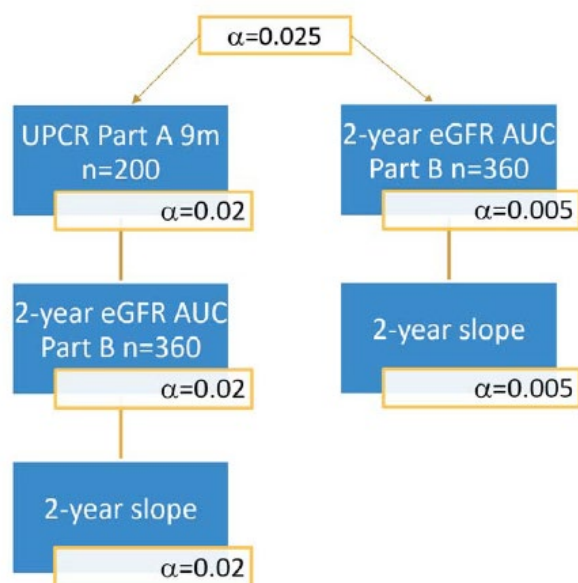 α=0.025
UPCR Part A 9m
n=200
α=0.02
2-year eGFR AUC
Part B n=360
α=0.005
2-year eGFR AUC
Part B n=360
α=0.02
2-year slope
α=0.005
2-year slope
α=0.02